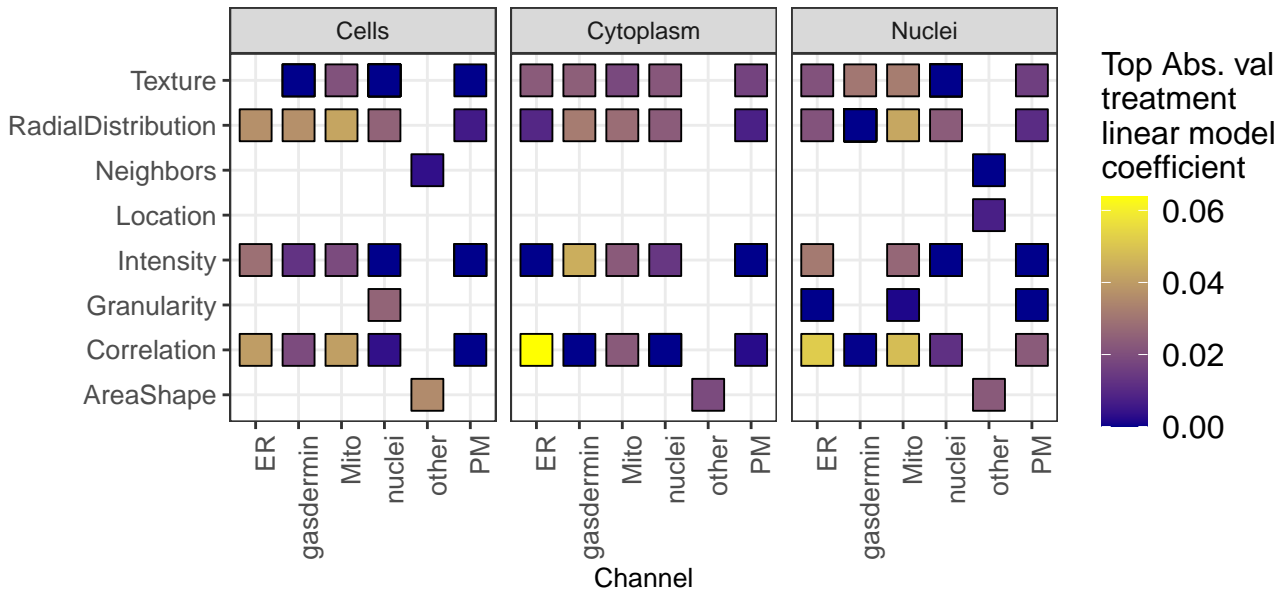 Cells
Cytoplasm
Nuclei
Texture
RadialDistribution
Neighbors
Location
Intensity
Granularity
Correlation
AreaShape
ER
gasdermin
Mito
nuclei
other
PM
ER
gasdermin
Mito
nuclei
other
PM
ER
gasdermin
Mito
nuclei
other
PM
Channel
Top Abs. val
treatment
linear model
coefficient
0.06
0.04
0.02
0.00